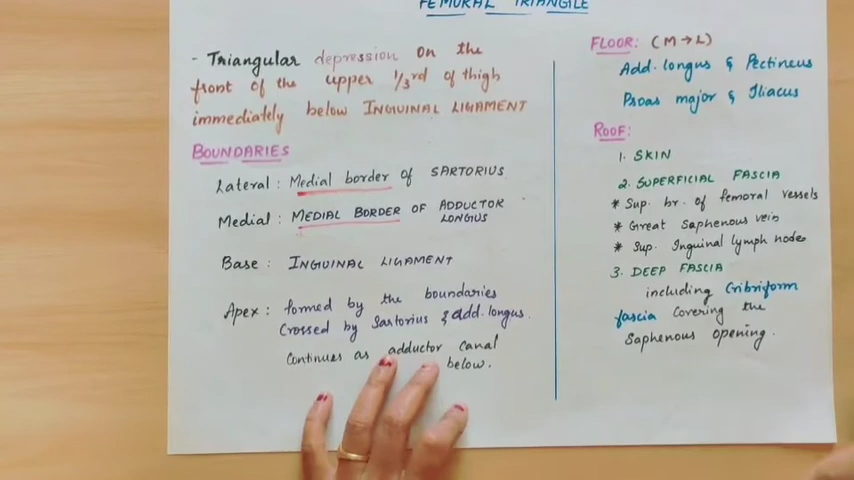 FEMURAL TRIANGILE
- Triangular depression on the
front of the upper 1/3rd of thigh
immediately below INGUINAL LIGAMENT
BOUNDARIES
Lateral : Medial border of SARTORIUS
Medial : MEDIAL BORDER OF ADDUCTOR
LONGUS
Base : INGUINAL LIGAMENT
Apex : formed by the boundaries
Crossed by Sartorius & add. longus.
Continues as adductor canal
below.
FLOOR: (M → L)
Add. longus & Pectineus
Psoas major & Iliacus
ROOF:
1. SKIN
2. SUPERFICIAL FASCIA
* Sup. br. of femoral vessels
* Great Saphenous vein
* Sup. Inguinal lymph nodes
3. DEEP FASCIA
including Cribriform
fascia covering the
Saphenous opening.